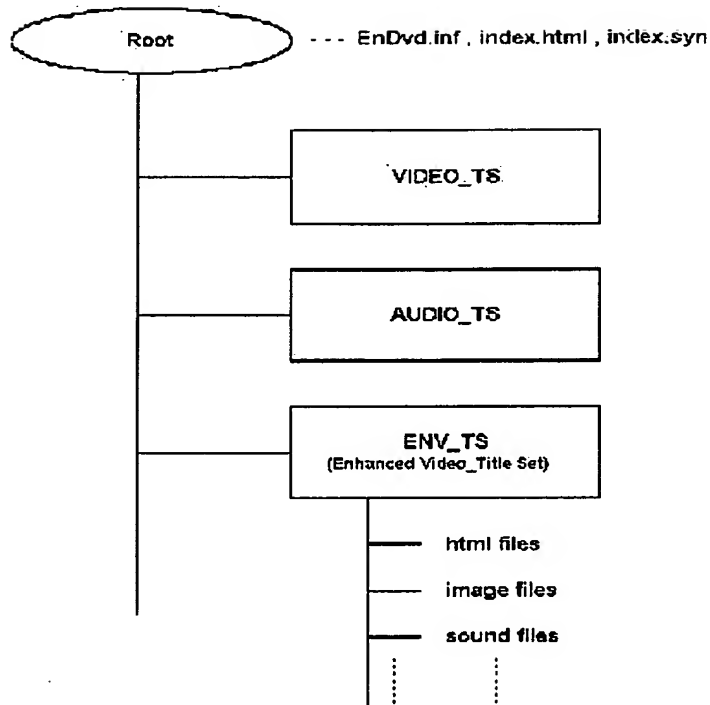 Root
--- EnDvd.inf , index.html , index.syn
VIDEO_TS
AUDIO_TS
ENV_TS
(Enhanced Video_Title Set)
html files
image files
sound files